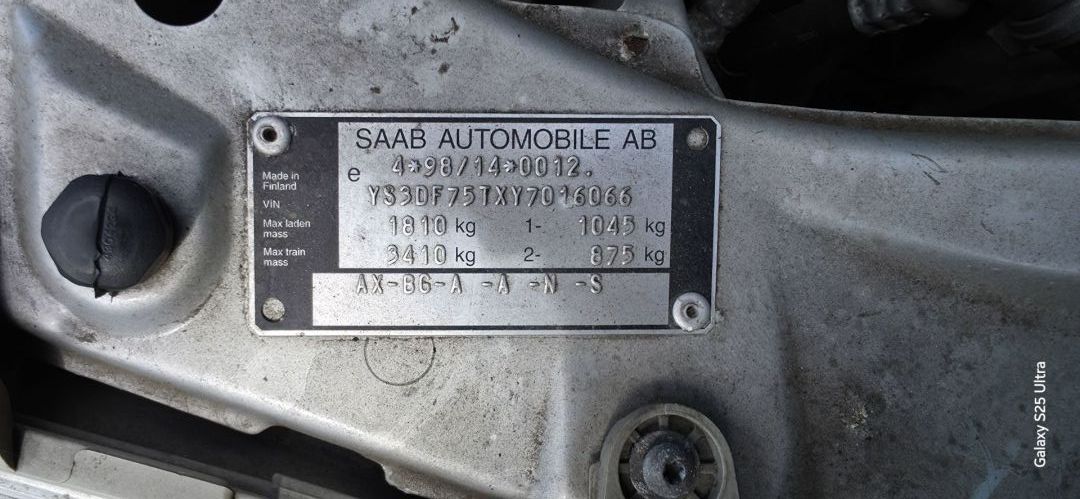 SAAB AUTOMOBILE AB
e 4*98/14*0012.
Made in
Finland
VIN YS3DF75TXY7016066
Max laden
mass 1810 kg 1- 1045 kg
Max train
mass 3410 kg 2- 875 kg
AX-BG-A -A -N -S
Galaxy S25 Ultra